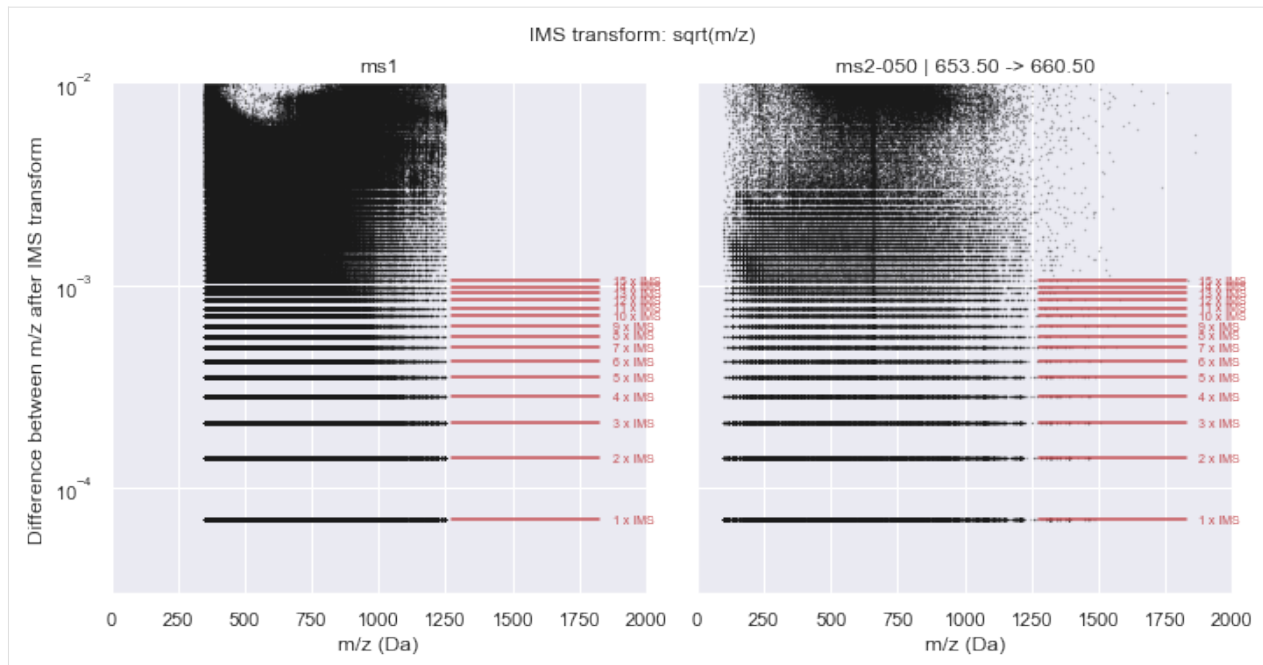 IMS transform: sqrt(m/z)
ms1
ms2-050 | 653.50 -> 660.50
Difference between m/z after IMS transform
10⁻²
10⁻³
10⁻⁴
15 x IMS
10 x IMS
9 x IMS
8 x IMS
7 x IMS
6 x IMS
5 x IMS
4 x IMS
3 x IMS
2 x IMS
1 x IMS
0 250 500 750 1000 1250 1500 1750 2000
m/z (Da)
15 x IMS
10 x IMS
9 x IMS
8 x IMS
7 x IMS
6 x IMS
5 x IMS
4 x IMS
3 x IMS
2 x IMS
1 x IMS
0 250 500 750 1000 1250 1500 1750 2000
m/z (Da)